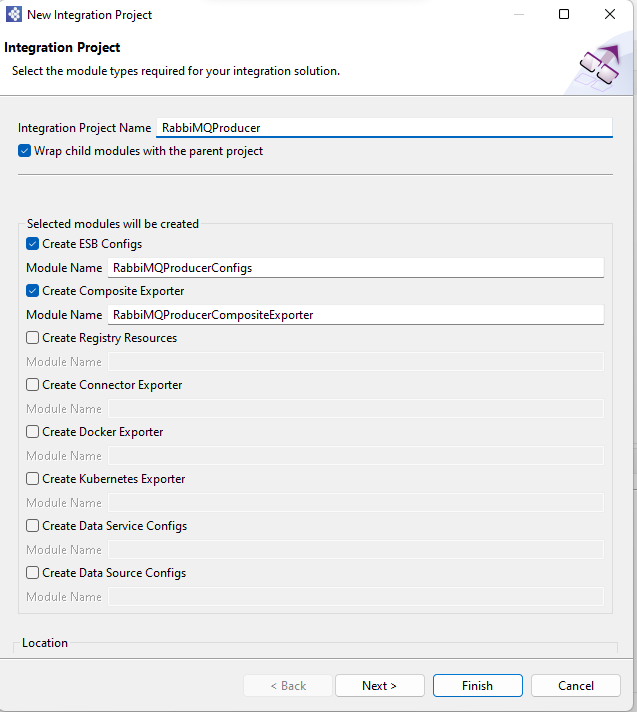 New Integration Project
Integration Project
Select the module types required for your integration solution.
Integration Project Name RabbiMQProducer
Wrap child modules with the parent project
Selected modules will be created
Create ESB Configs
Module Name RabbiMQProducerConfigs
Create Composite Exporter
Module Name RabbiMQProducerCompositeExporter
Create Registry Resources
Module Name
Create Connector Exporter
Module Name
Create Docker Exporter
Module Name
Create Kubernetes Exporter
Module Name
Create Data Service Configs
Module Name
Create Data Source Configs
Module Name
Location
< Back Next > Finish Cancel